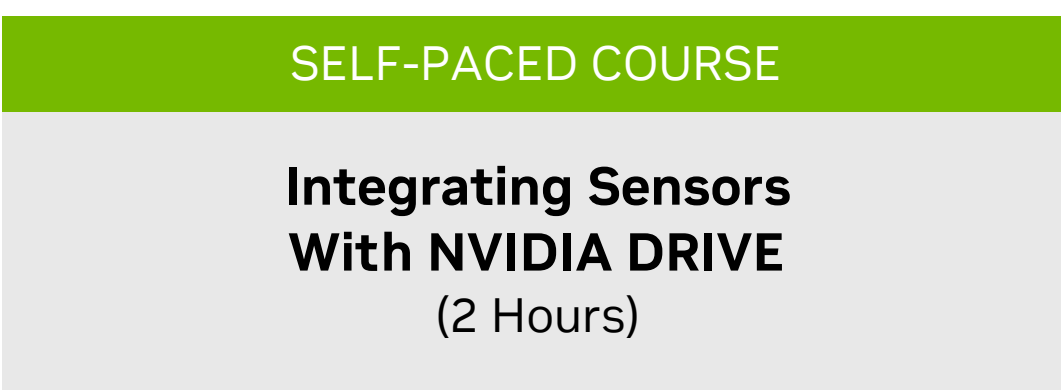 SELF-PACED COURSE
Integrating Sensors
With NVIDIA DRIVE
(2 Hours)